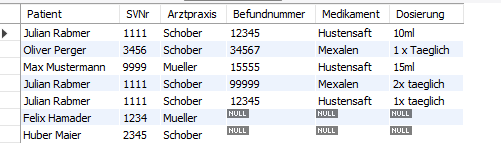 Patient SVNr Arztpraxis Befundnummer Medikament Dosierung
Julian Rabmer 1111 Schober 12345 Hustensaft 10ml
Oliver Perger 3456 Schober 34567 Mexalen 1 x Taeglich
Max Mustermann 9999 Mueller 15555 Hustensaft 15ml
Julian Rabmer 1111 Schober 99999 Mexalen 2x taeglich
Julian Rabmer 1111 Schober 12345 Hustensaft 1x taeglich
Felix Hamader 1234 Mueller NULL NULL NULL
Huber Maier 2345 Schober NULL NULL NULL